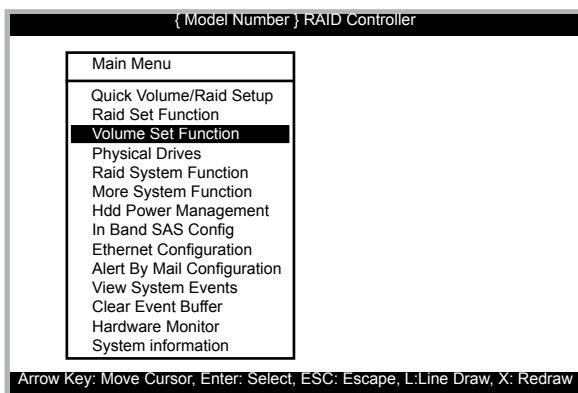 { Model Number } RAID Controller
Main Menu
Quick Volume/Raid Setup
Raid Set Function
Volume Set Function
Physical Drives
Raid System Function
More System Function
Hdd Power Management
In Band SAS Config
Ethernet Configuration
Alert By Mail Configuration
View System Events
Clear Event Buffer
Hardware Monitor
System information
Arrow Key: Move Cursor, Enter: Select, ESC: Escape, L:Line Draw, X: Redraw